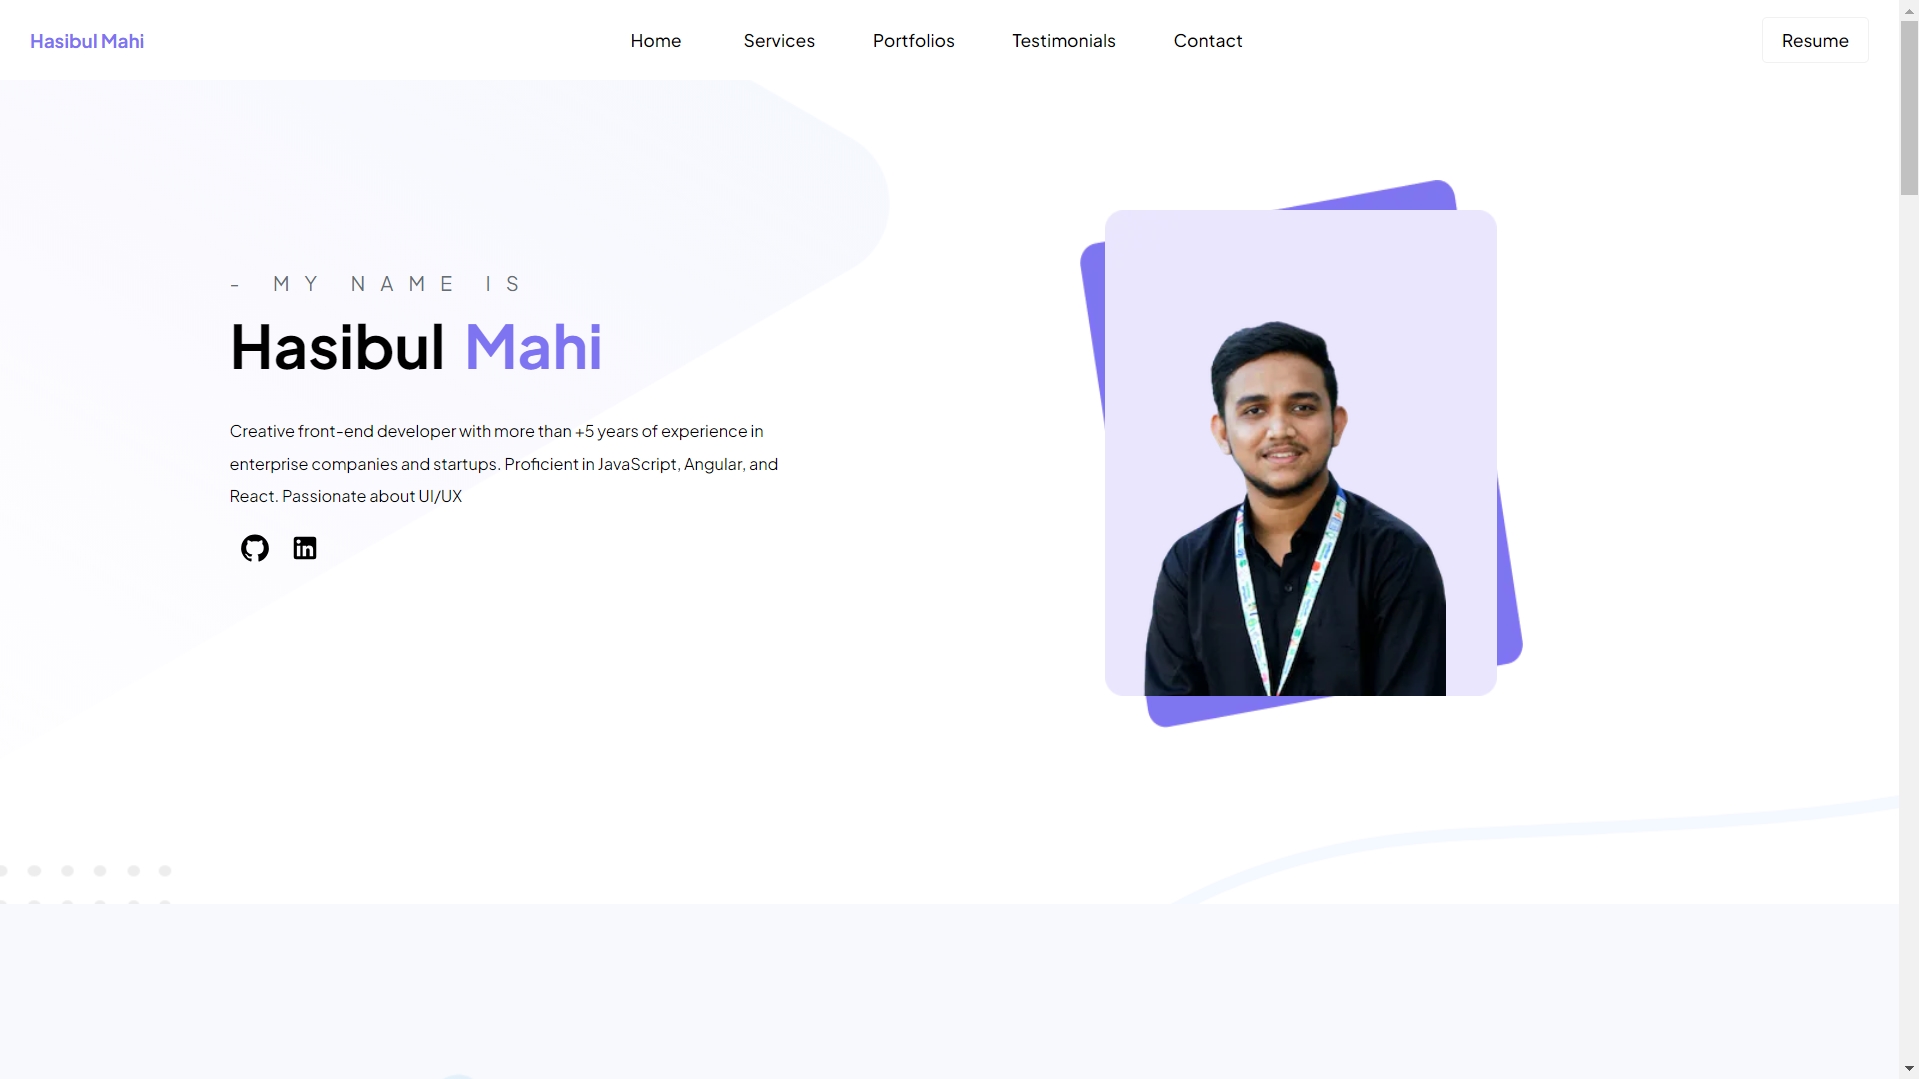 Hasibul Mahi
Home
Services
Portfolios
Testimonials
Contact
Resume
- MY NAME IS
Hasibul Mahi
Creative front-end developer with more than +5 years of experience in
enterprise companies and startups. Proficient in JavaScript, Angular, and
React. Passionate about UI/UX